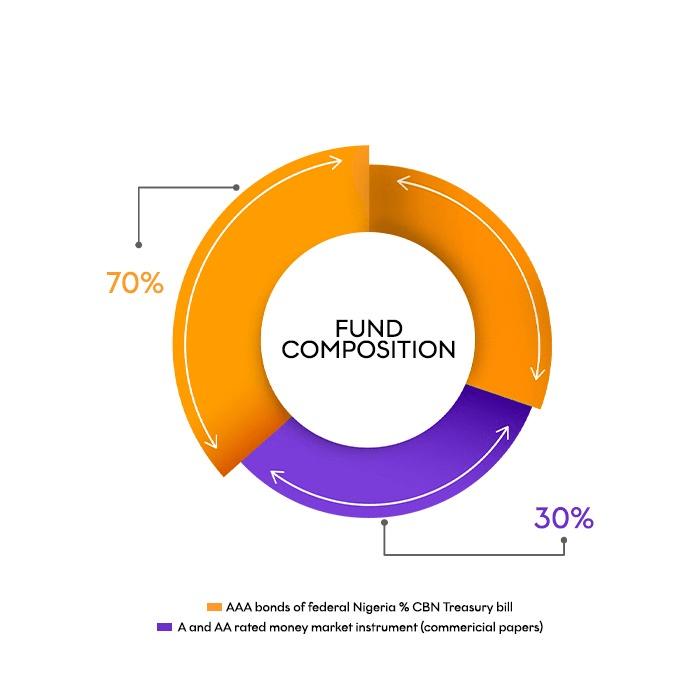 70%
FUND
COMPOSITION
30%
AAA bonds of federal Nigeria % CBN Treasury bill
A and AA rated money market instrument (commericial papers)